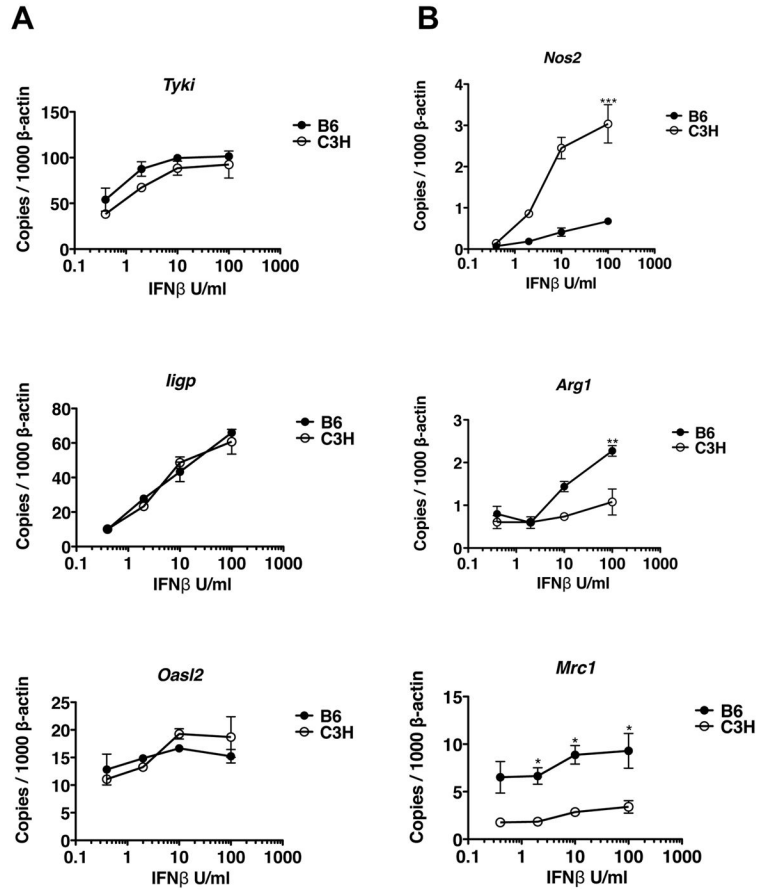 A
Tyki
Copies / 1000 β-actin
150
100
50
0
0.1 1 10 100 1000
IFNβ U/ml
B6
C3H
Iigp
Copies / 1000 β-actin
80
60
40
20
0
0.1 1 10 100 1000
IFNβ U/ml
B6
C3H
Oasl2
Copies / 1000 β-actin
25
20
15
10
5
0
0.1 1 10 100 1000
IFNβ U/ml
B6
C3H
B
Nos2
Copies / 1000 β-actin
4
3
2
1
0
***
0.1 1 10 100 1000
IFNβ U/ml
B6
C3H
Arg1
Copies / 1000 β-actin
3
2
1
0
**
0.1 1 10 100 1000
IFNβ U/ml
B6
C3H
Mrc1
Copies / 1000 β-actin
15
10
5
0
* * *
0.1 1 10 100 1000
IFNβ U/ml
B6
C3H